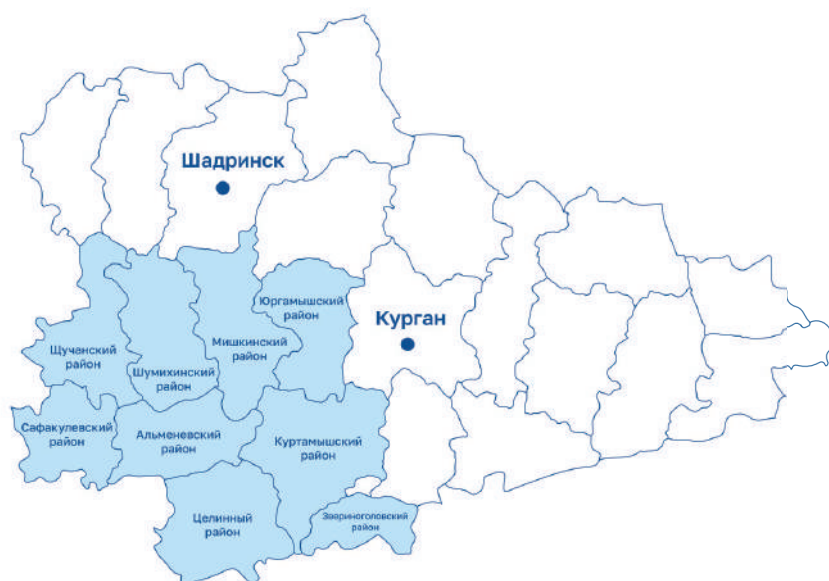 Шадринск
Юргамышский
район
Курган
Мишкинский
район
Щучанский
район
Шумихинский
район
Сафакулевский
район
Альменевский
район
Куртамышский
район
Целинный
район
Звериноголовский
район